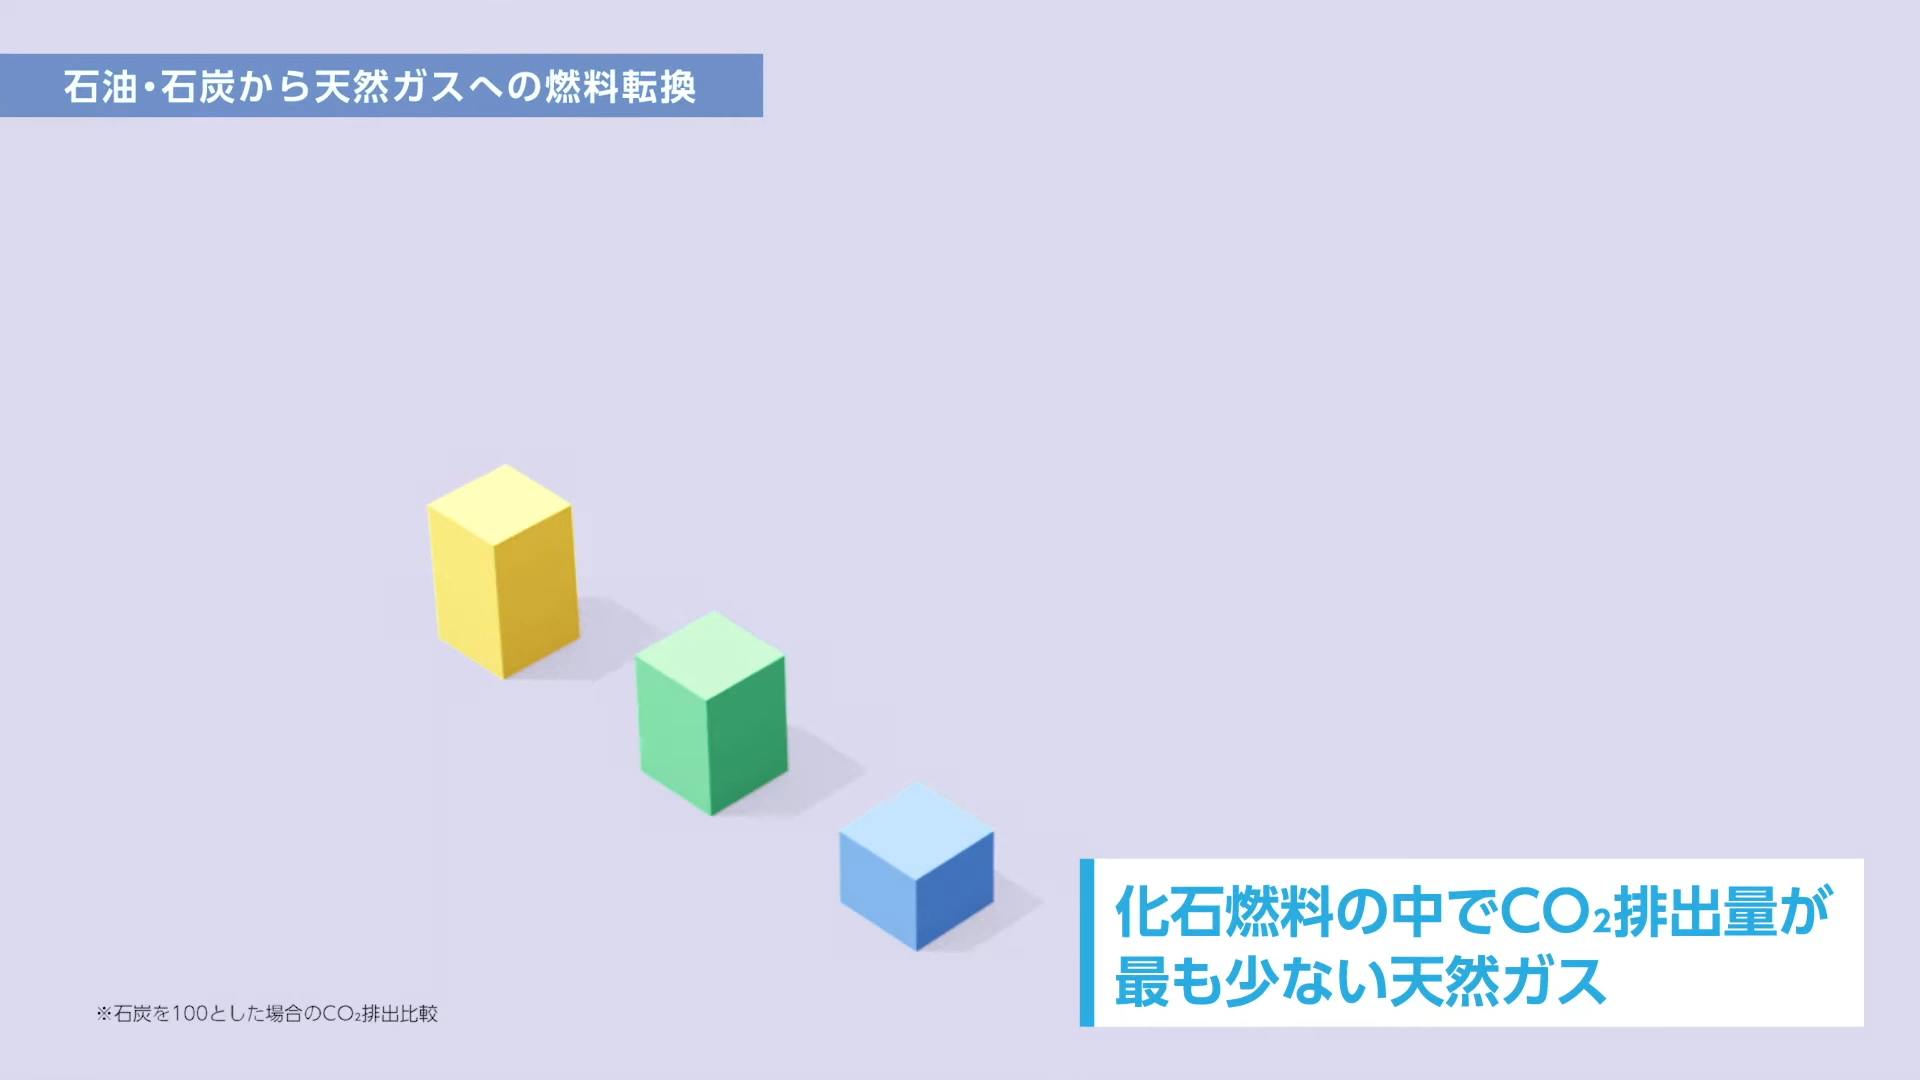 石油・石炭から天然ガスへの燃料転換
化石燃料の中でCO₂排出量が
最も少ない天然ガス
※石炭を100とした場合のCO₂排出比較